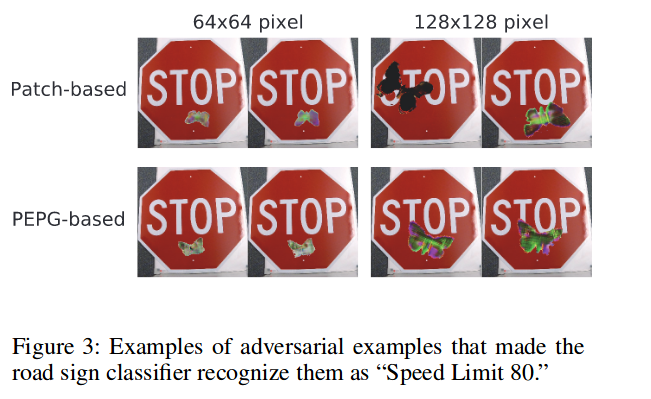 64x64 pixel 128x128 pixel
Patch-based
STOP STOP STOP STOP
PEPG-based
STOP STOP STOP STOP
Figure 3: Examples of adversarial examples that made the
road sign classifier recognize them as “Speed Limit 80.”